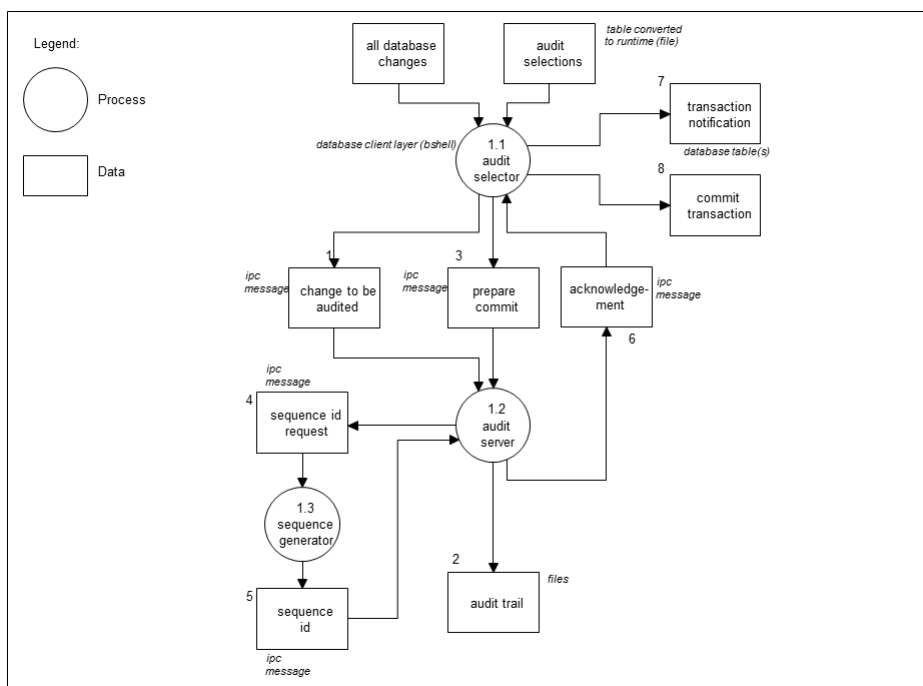 Legend:
Process
Data
all database
changes
audit
selections
table converted
to runtime (file)
database client layer (bshell)
1.1
audit
selector
7
transaction
notification
database table(s)
8
commit
transaction
1
ipc
message
change to be
audited
3
ipc
message
prepare
commit
acknowledge-
ment
ipc
message
6
ipc
message
4
sequence id
request
1.2
audit
server
1.3
sequence
generator
5
sequence
id
ipc
message
2
audit trail
files